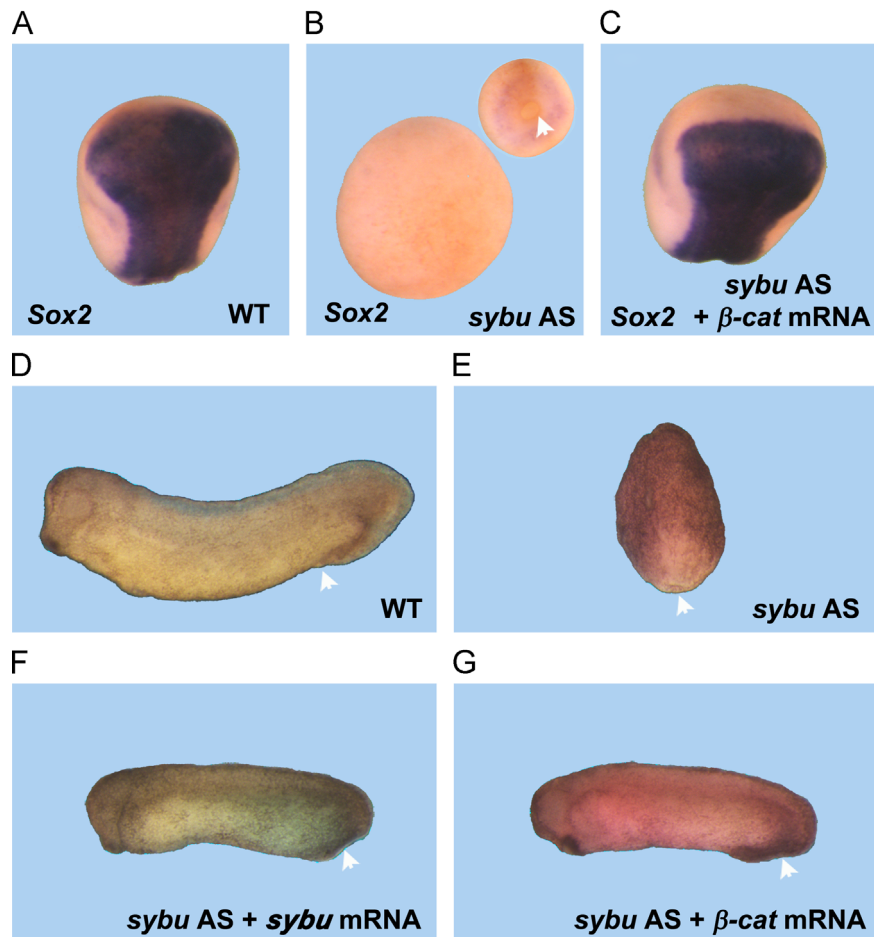 A
B
C
Sox2 WT
Sox2 sybu AS
sybu AS
Sox2 + β-cat mRNA
D
E
WT
sybu AS
F
G
sybu AS + sybu mRNA
sybu AS + β-cat mRNA